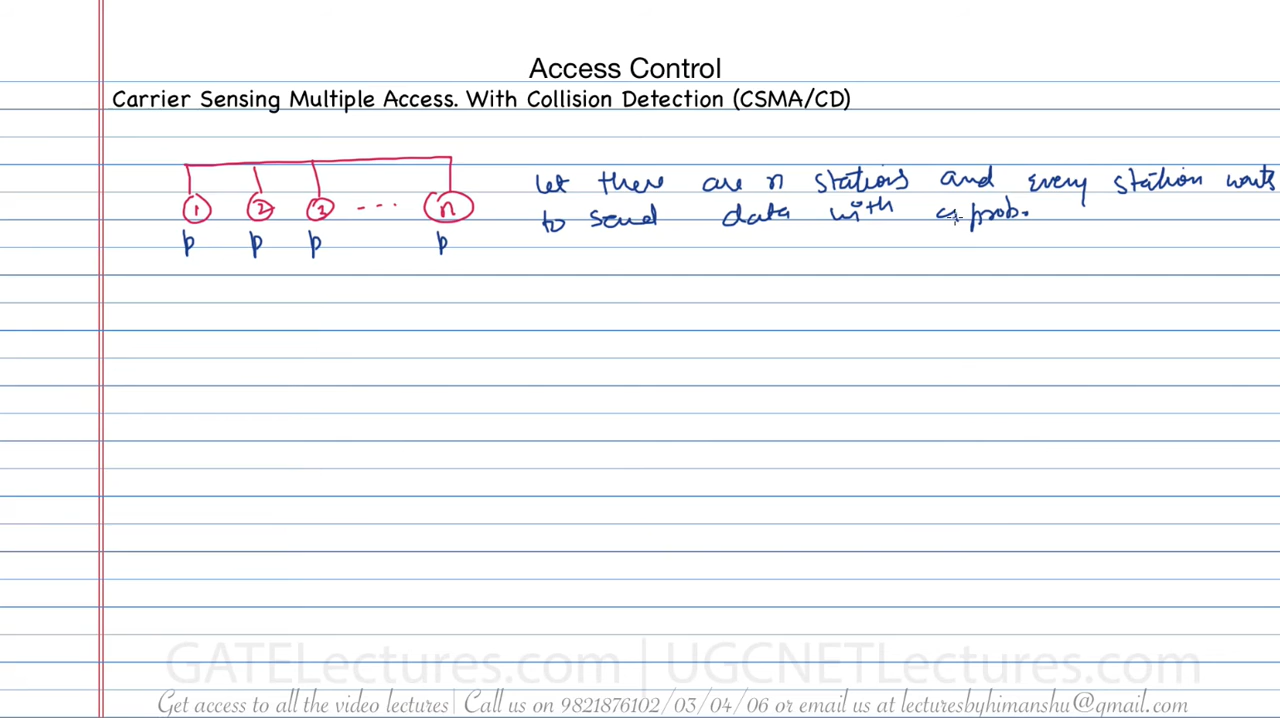 Access Control
Carrier Sensing Multiple Access. With Collision Detection (CSMA/CD)
1 2 3 - - - - n
p p p p
let there are n stations and every station wants
to send data with a prob.
GATELectures.com | UGCNETLectures.com
Get access to all the video lectures| Call us on 9821876102/03/04/06 or email us at lecturesbyhimanshu@gmail.com